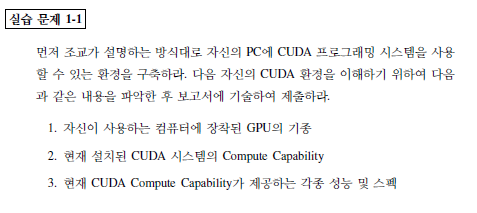 실습 문제 1-1
먼저 조교가 설명하는 방식대로 자신의 PC에 CUDA 프로그래밍 시스템을 사용
할 수 있는 환경을 구축하라. 다음 자신의 CUDA 환경을 이해하기 위하여 다음
과 같은 내용을 파악한 후 보고서에 기술하여 제출하라.
1. 자신이 사용하는 컴퓨터에 장착된 GPU의 기종
2. 현재 설치된 CUDA 시스템의 Compute Capability
3. 현재 CUDA Compute Capability가 제공하는 각종 성능 및 스펙